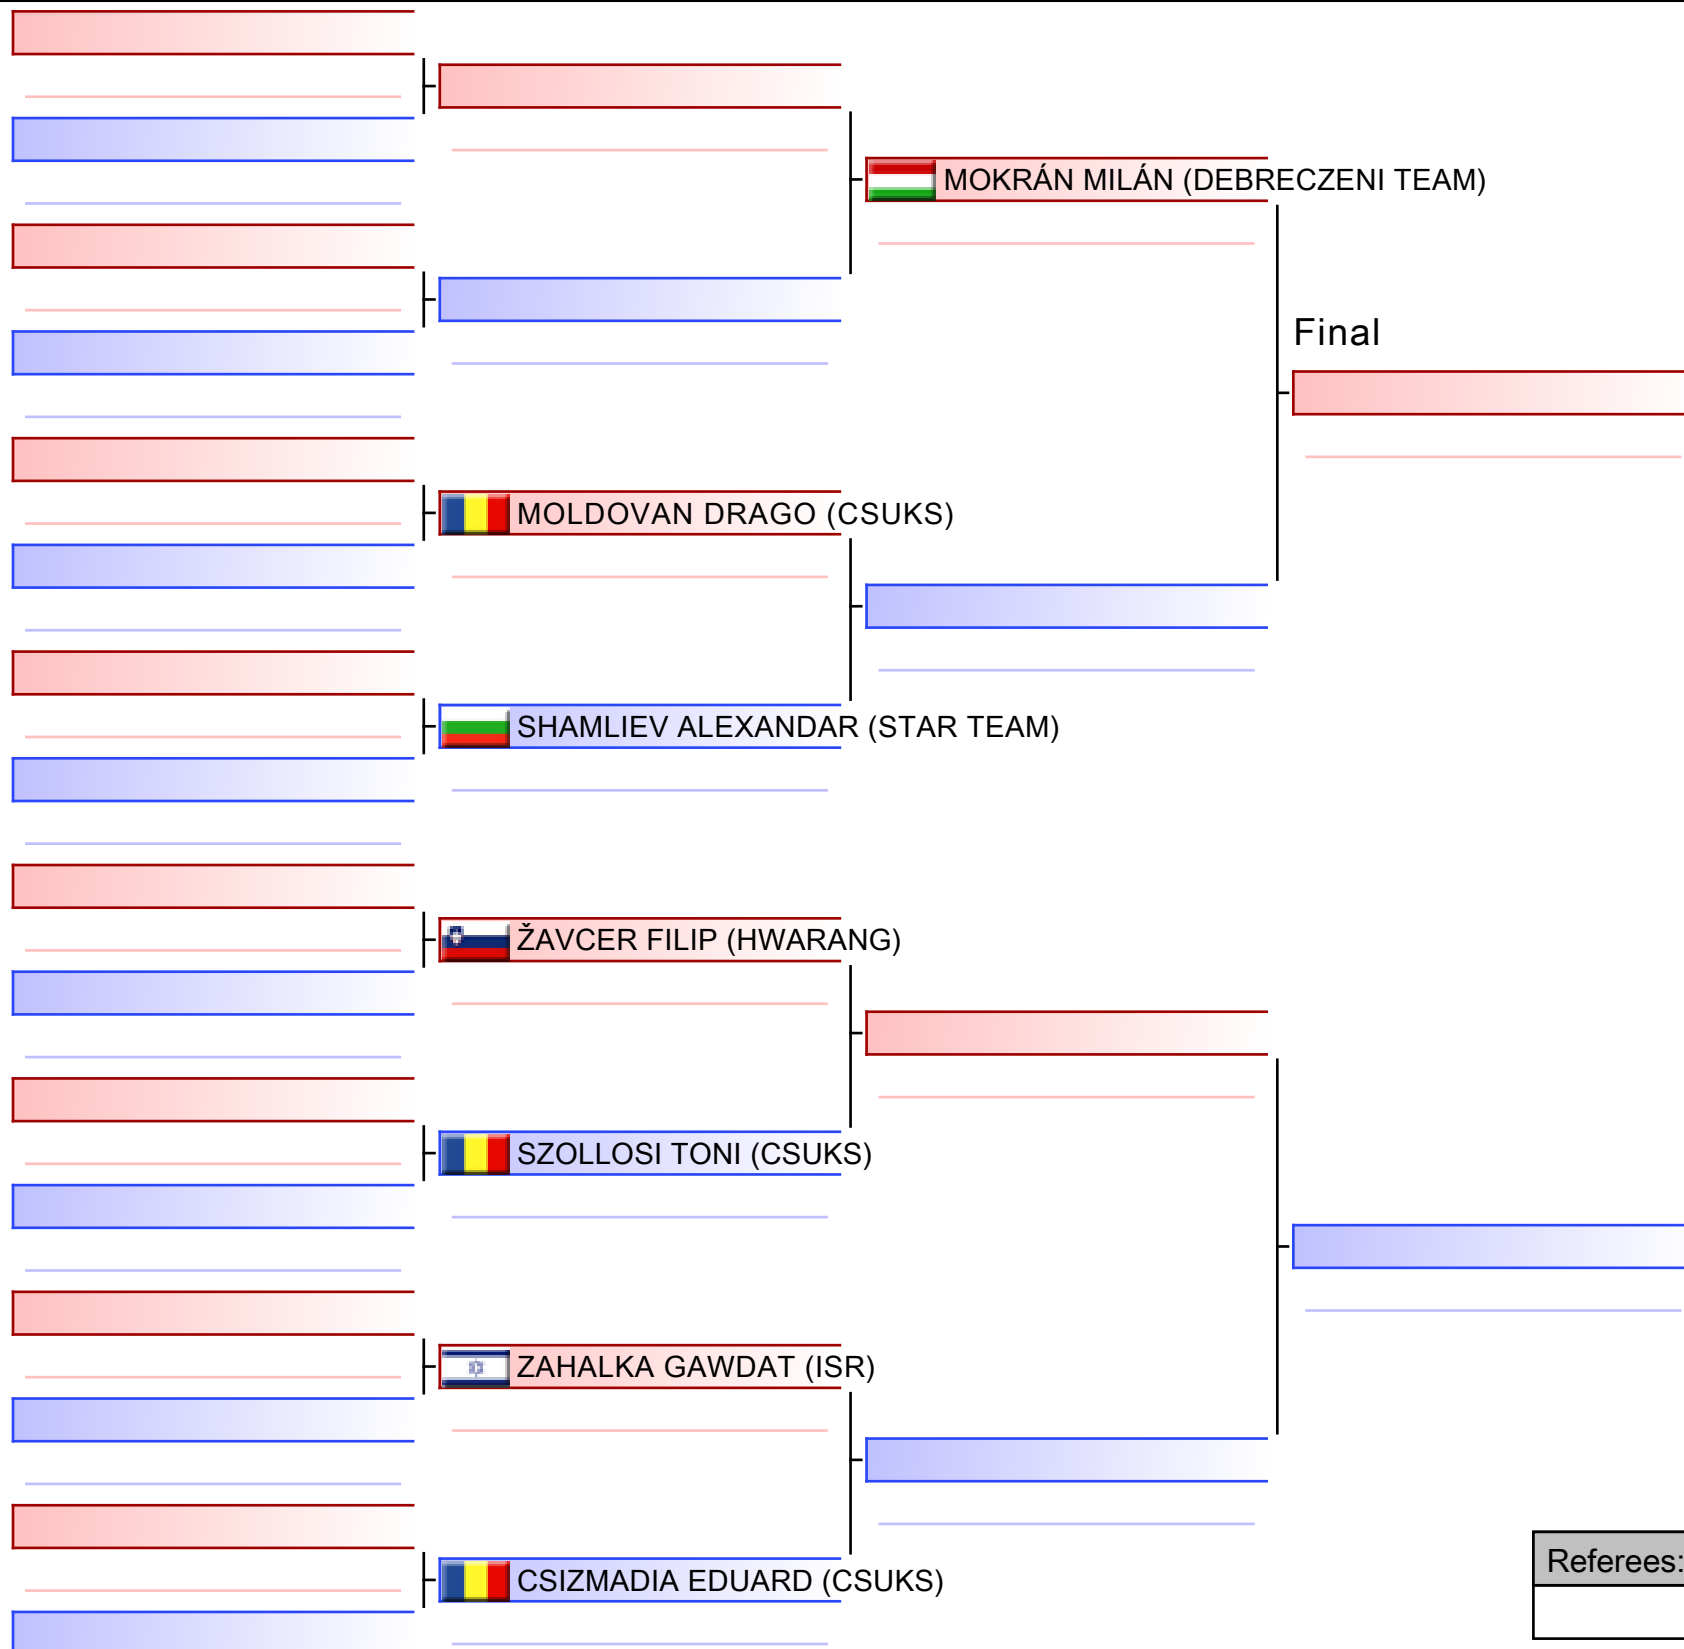 MOKRÁN MILÁN (DEBRECZENI TEAM)
Final
MOLDOVAN DRAGO (CSUKS)
SHAMLIEV ALEXANDAR (STAR TEAM)
ŽAVCER FILIP (HWARANG)
SZOLLOSI TONI (CSUKS)
ZAHALKA GAWDAT (ISR)
CSIZMADIA EDUARD (CSUKS)
Referees: